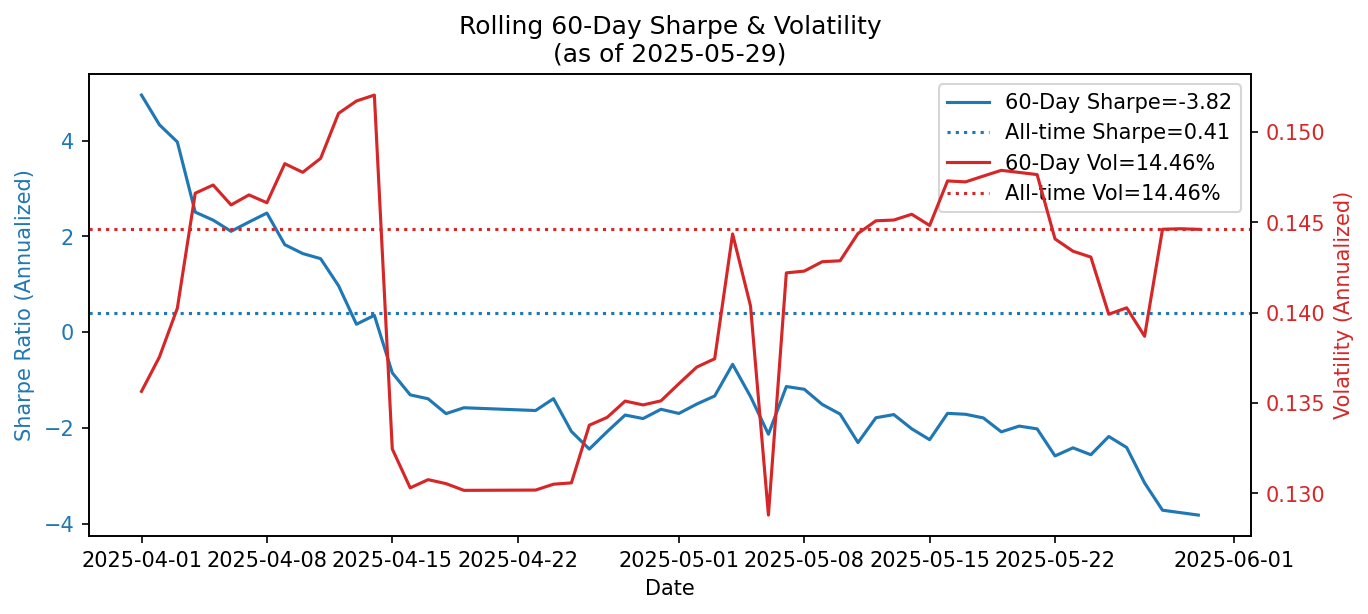 Rolling 60-Day Sharpe & Volatility
(as of 2025-05-29)
60-Day Sharpe=-3.82
All-time Sharpe=0.41
60-Day Vol=14.46%
All-time Vol=14.46%
Sharpe Ratio (Annualized)
4
2
0
−2
−4
0.150
0.145
0.140
0.135
0.130
Volatility (Annualized)
2025-04-01 2025-04-08 2025-04-15 2025-04-22 2025-05-01 2025-05-08 2025-05-15 2025-05-22 2025-06-01
Date